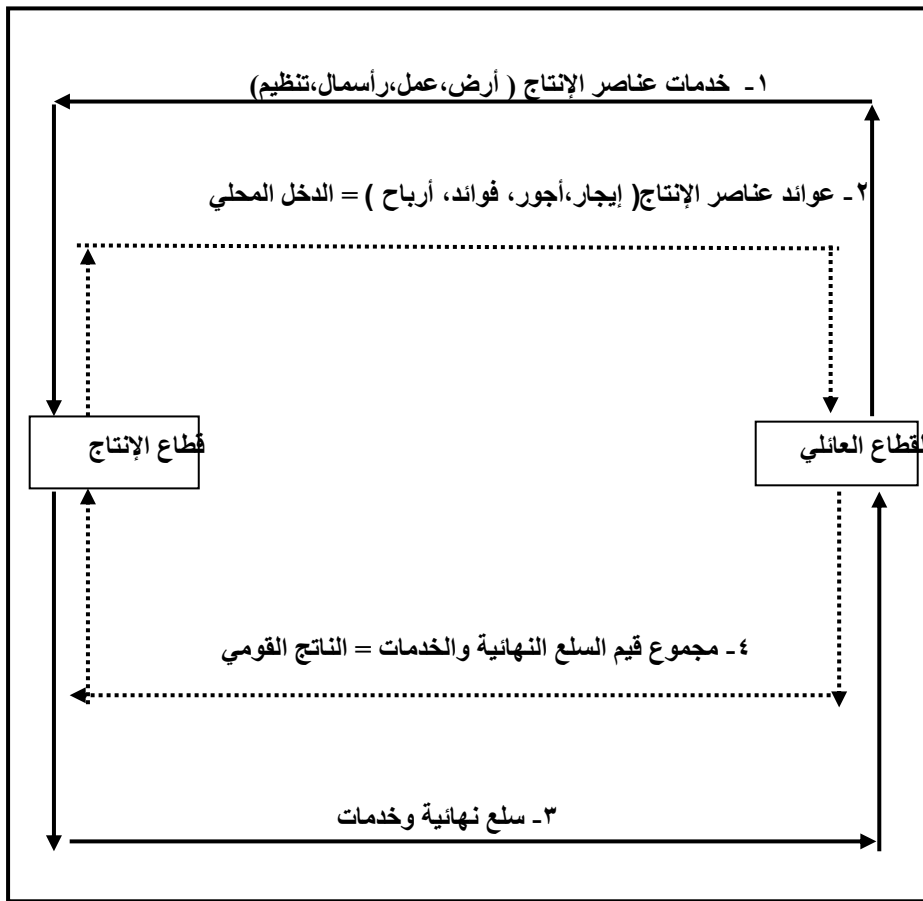 ١- خدمات عناصر الإنتاج ( أرض،عمل،رأسمال،تنظيم)
٢- عوائد عناصر الإنتاج( إيجار،أجور، فوائد، أرباح ) = الدخل المحلي
لقطاع العائلي
قطاع الإنتاج
٤- مجموع قيم السلع النهائية والخدمات = الناتج القومي
٣- سلع نهائية وخدمات